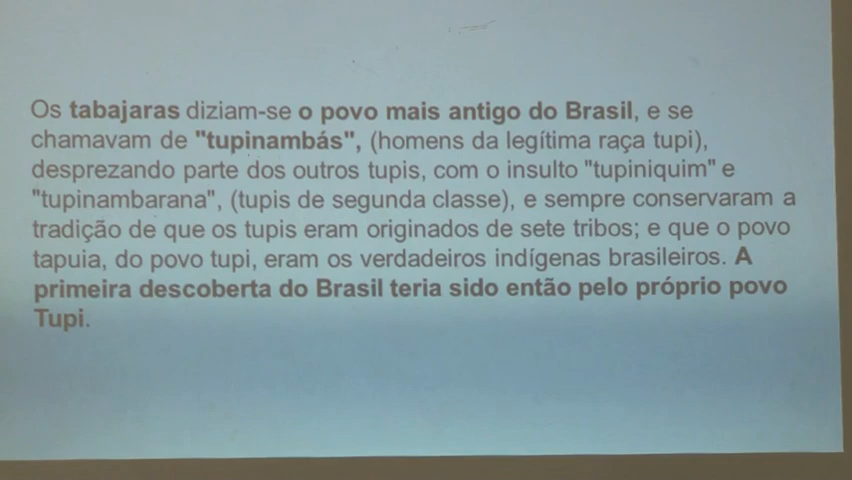 Os tabajaras diziam-se o povo mais antigo do Brasil, e se
chamavam de "tupinambás", (homens da legítima raça tupi),
desprezando parte dos outros tupis, com o insulto "tupiniquim" e
"tupinambarana", (tupis de segunda classe), e sempre conservaram a
tradição de que os tupis eram originados de sete tribos; e que o povo
tapuia, do povo tupi, eram os verdadeiros indígenas brasileiros. A
primeira descoberta do Brasil teria sido então pelo próprio povo
Tupi.